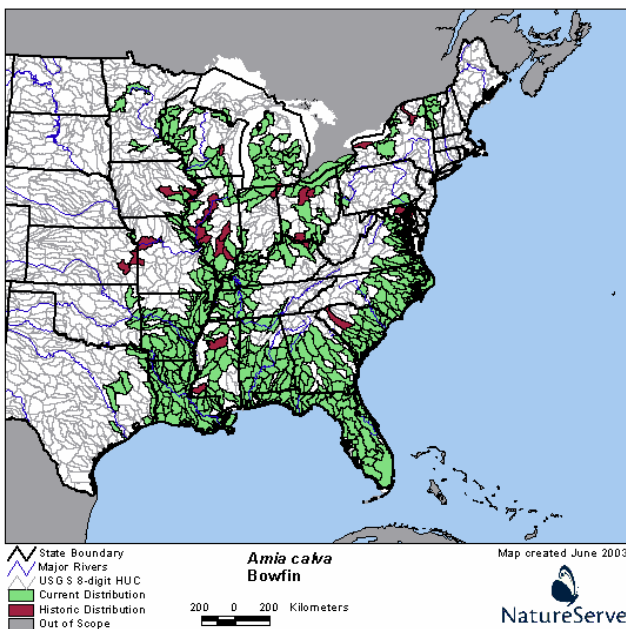 State Boundary
Major Rivers
USGS 8-digit HUC
Current Distribution
Historic Distribution
Out of Scope
Amia calva
Bowfin
200 0 200 Kilometers
Map created June 2003
NatureServe